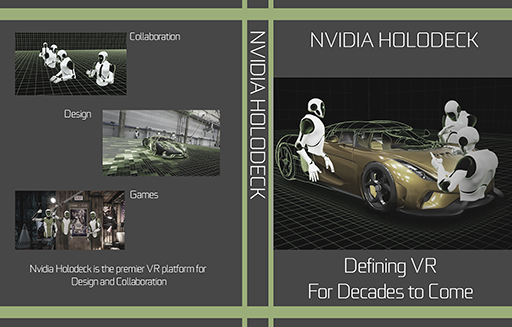 Collaboration
Design
Games
Nvidia Holodeck is the premier VR platform for
Design and Collaboration
NVIDIA HOLODECK
NVIDIA HOLODECK
Defining VR
For Decades to Come